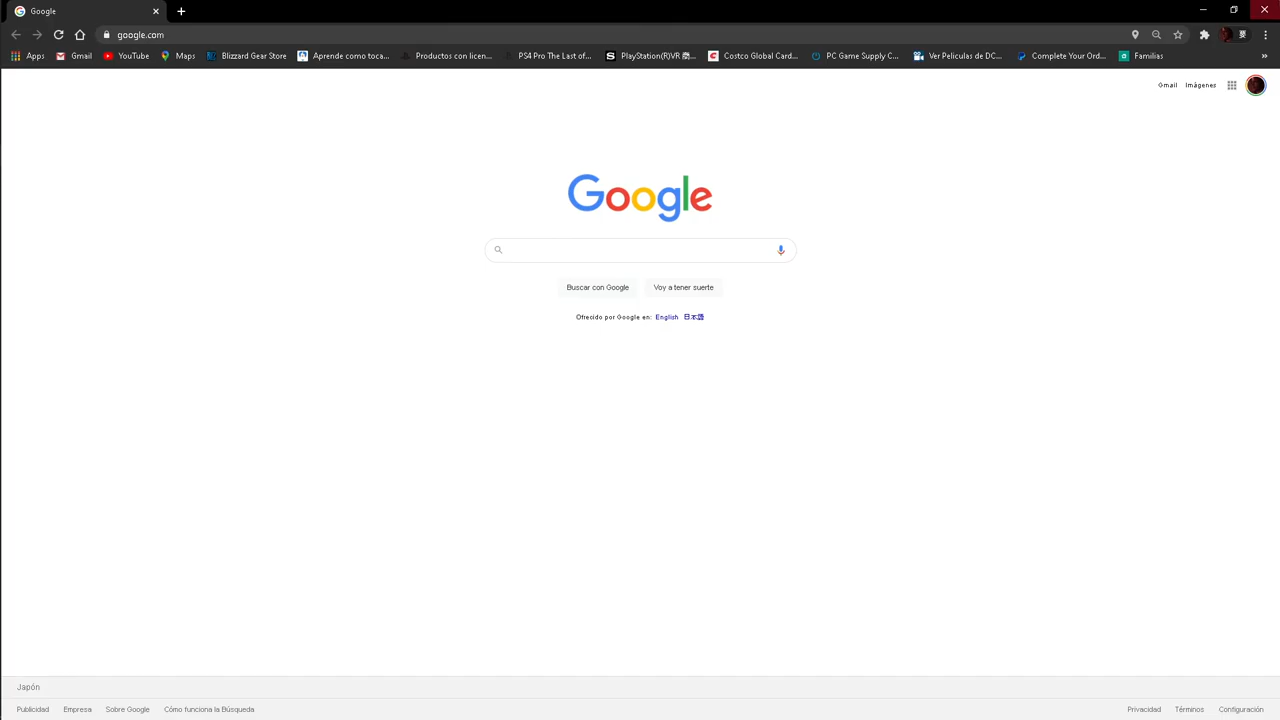 Google
google.com
Apps Gmail YouTube Maps Blizzard Gear Store Aprende como toca... Productos con licen... PS4 Pro The Last of... PlayStation(R)VR 商... Costco Global Card... PC Game Supply C... Ver Peliculas de DC... Complete Your Ord... Familias »
Gmail Imágenes
Google
Buscar con Google Voy a tener suerte
Ofrecido por Google en: English 日本語
Japón
Publicidad Empresa Sobre Google Cómo funciona la Búsqueda Privacidad Términos Configuración